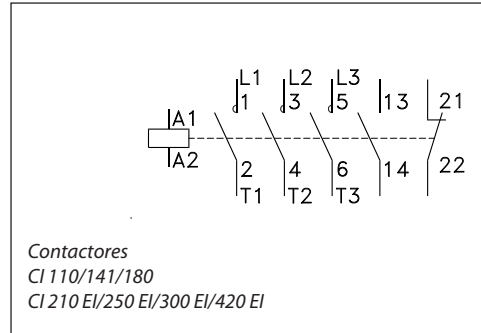 L1 L2 L3
1 3 5 13 21
A1
A2
2 4 6 14 22
T1 T2 T3
Contactores
CI 110/141/180
CI 210 EI/250 EI/300 EI/420 EI